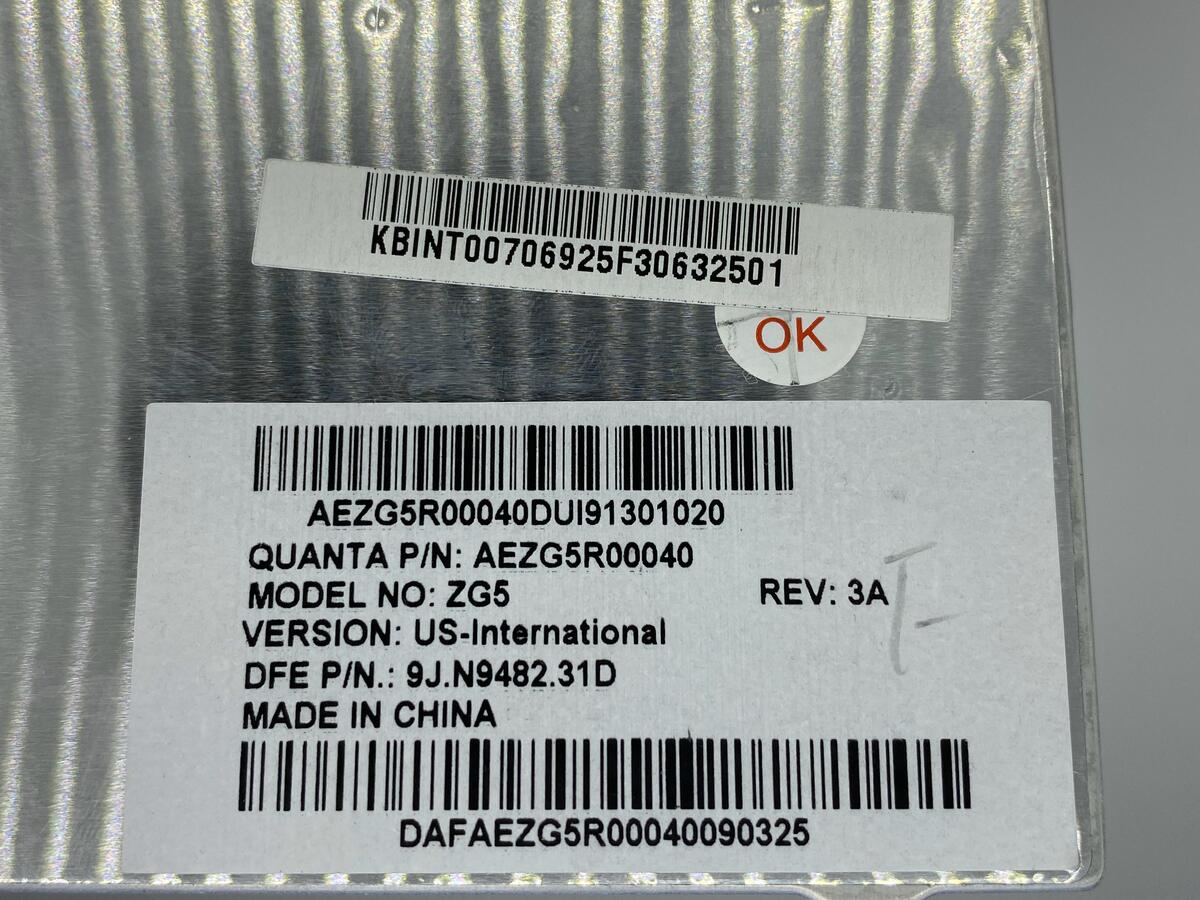 KBINT00706925F30632501
OK
AEZG5R00040DUI91301020
QUANTA P/N: AEZG5R00040
MODEL NO: ZG5 REV: 3A
VERSION: US-International
DFE P/N.: 9J.N9482.31D
MADE IN CHINA
DAFAEZG5R00040090325